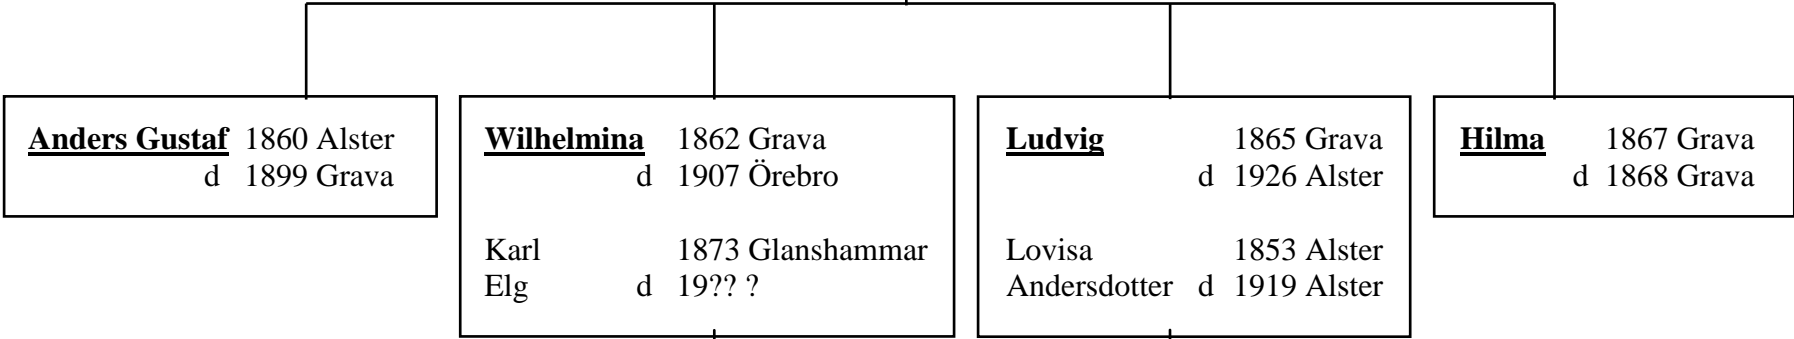 Anders Gustaf 1860 Alster
d 1899 Grava
Wilhelmina 1862 Grava
d 1907 Örebro
Karl 1873 Glanshammar
Elg d 19?? ?
Ludvig 1865 Grava
d 1926 Alster
Lovisa 1853 Alster
Andersdotter d 1919 Alster
Hilma 1867 Grava
d 1868 Grava